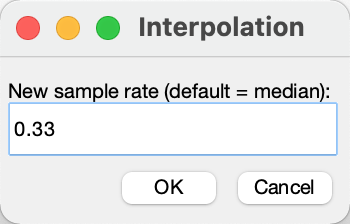 Interpolation
New sample rate (default = median):
0.33
OK Cancel